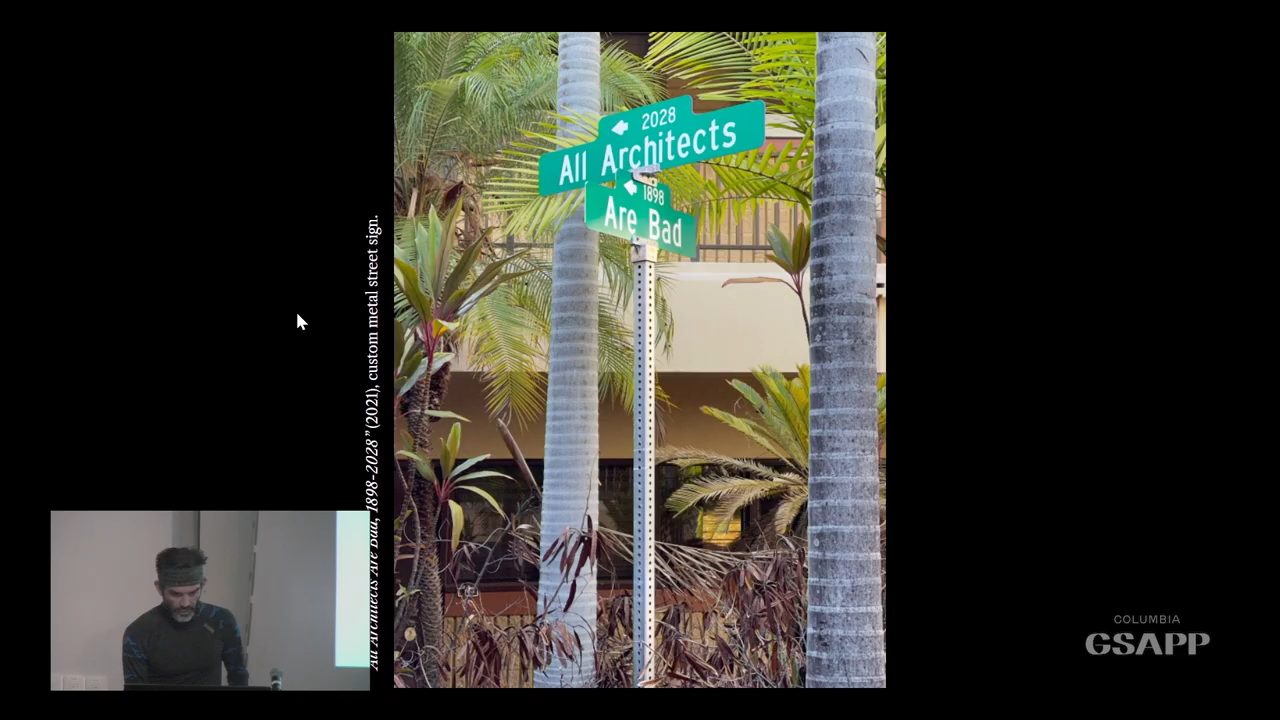 2028
All Architects
1898
Are Bad
All Architects Are Bad, 1898-2028” (2021), custom metal street sign.
COLUMBIA
GSAPP